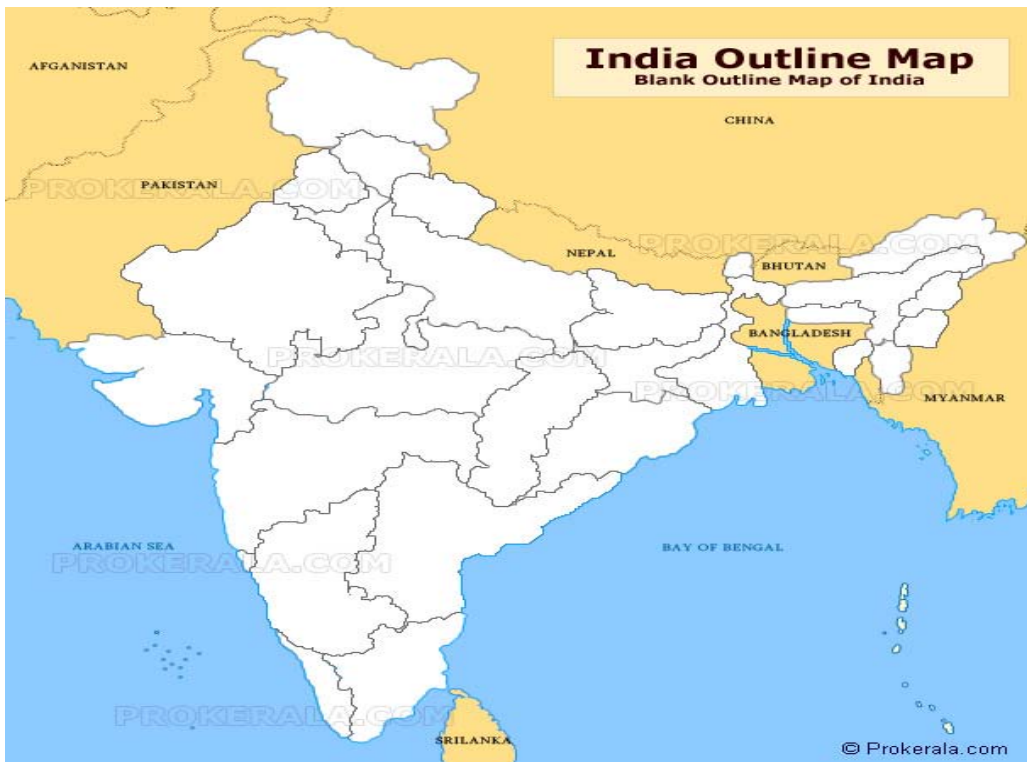 India Outline Map
Blank Outline Map of India
AFGANISTAN
CHINA
PROKERALA.COM
PAKISTAN
NEPAL
PROKERALA.COM
BHUTAN
BANGLADESH
PROKERALA.COM
PROKERALA.COM
MYANMAR
ARABIAN SEA
BAY OF BENGAL
PROKERALA.COM
PROKERALA.COM
SRILANKA
© Prokerala.com